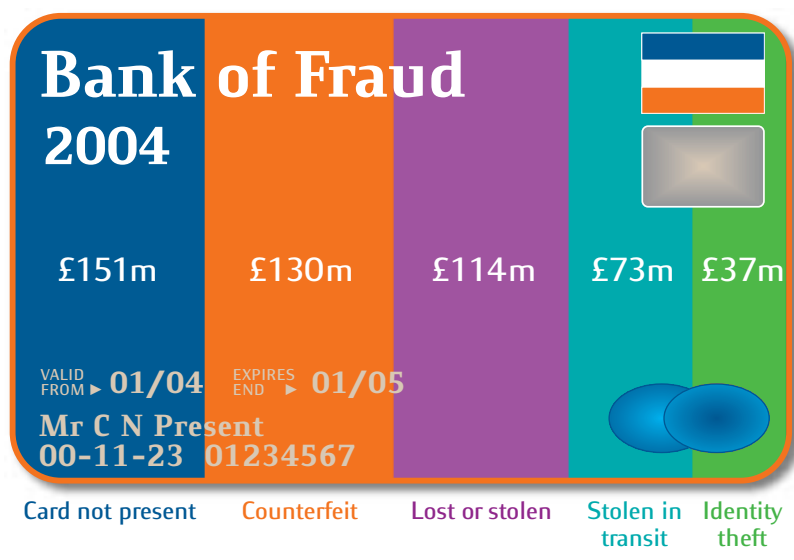 Bank of Fraud
2004
£151m £130m £114m £73m £37m
VALID FROM ▶ 01/04 EXPIRES END ▶ 01/05
Mr C N Present
00-11-23 01234567
Card not present Counterfeit Lost or stolen Stolen in transit Identity theft